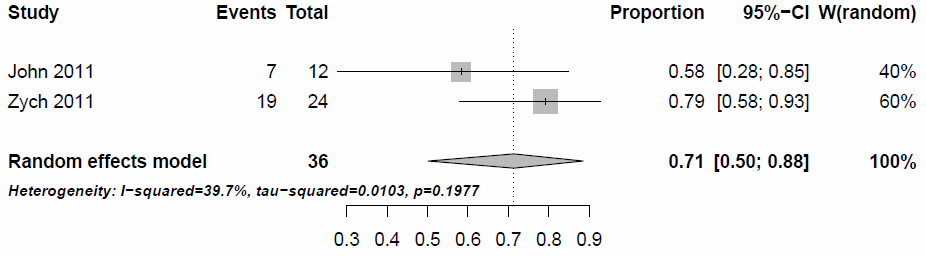 Study Events Total Proportion 95%−CI W(random)
John 2011 7 12 0.58 [0.28; 0.85] 40%
Zych 2011 19 24 0.79 [0.58; 0.93] 60%
Random effects model 36 0.71 [0.50; 0.88] 100%
Heterogeneity: I−squared=39.7%, tau−squared=0.0103, p=0.1977
0.3 0.4 0.5 0.6 0.7 0.8 0.9